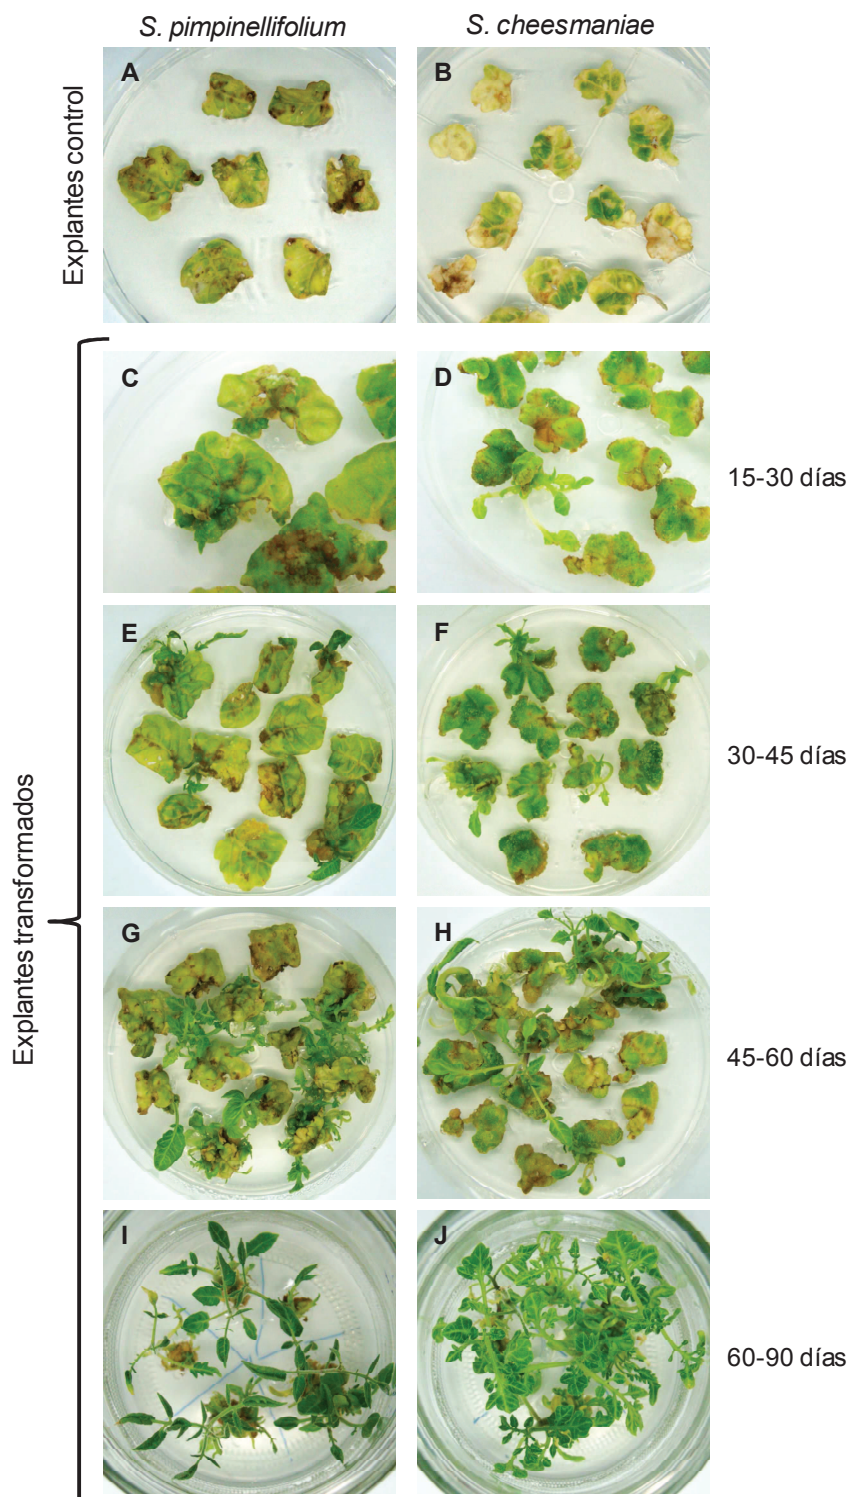 S. pimpinellifolium
S. cheesmaniae
Explantes control
A
B
Explantes transformados
C
D
15-30 días
E
F
30-45 días
G
H
45-60 días
I
J
60-90 días